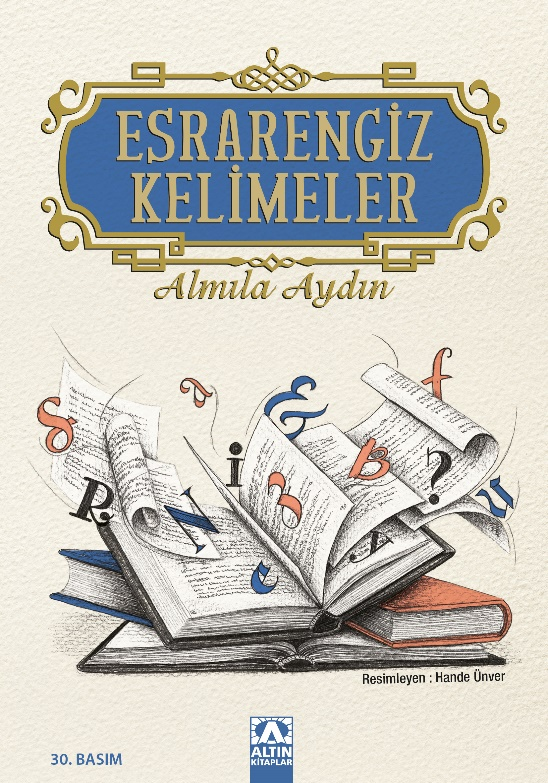 ESRARENGİZ
KELİMELER
Almıla Aydın
Resimleyen : Hande Ünver
30. BASIM
ALTIN
KİTAPLAR